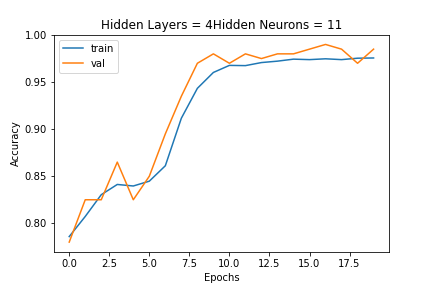 Hidden Layers = 4Hidden Neurons = 11
train
val
Accuracy
1.00
0.95
0.90
0.85
0.80
0.0 2.5 5.0 7.5 10.0 12.5 15.0 17.5
Epochs